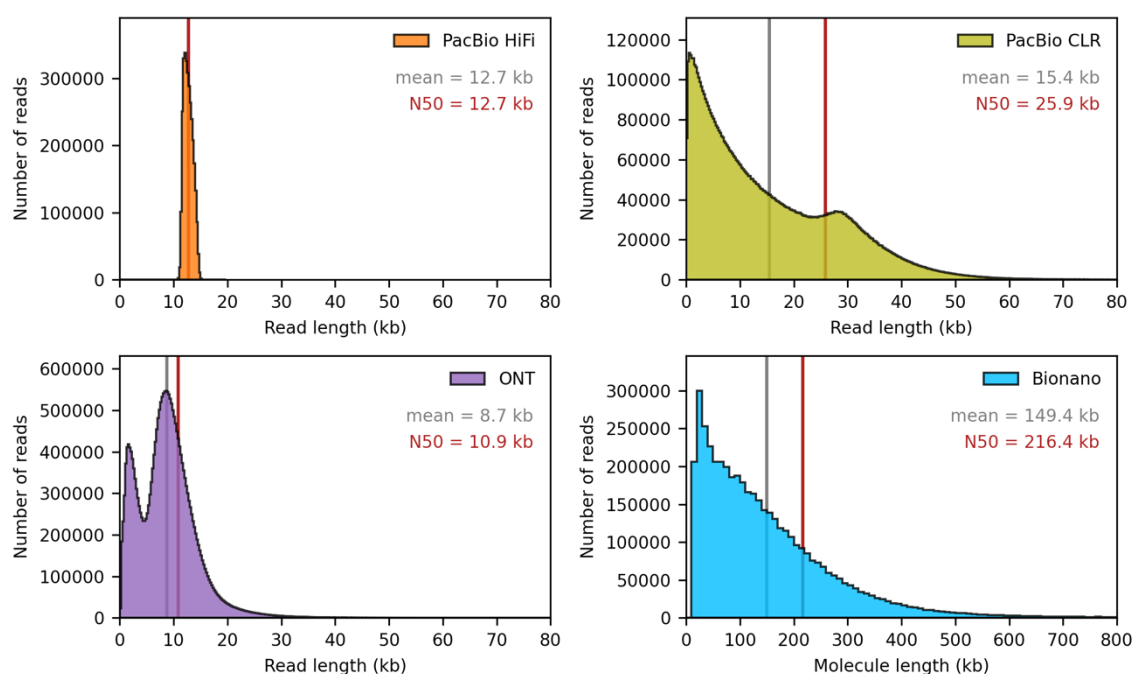 PacBio HiFi
mean = 12.7 kb
N50 = 12.7 kb
Number of reads
300000
200000
100000
0
0 10 20 30 40 50 60 70 80
Read length (kb)
PacBio CLR
mean = 15.4 kb
N50 = 25.9 kb
Number of reads
120000
100000
80000
60000
40000
20000
0
0 10 20 30 40 50 60 70 80
Read length (kb)
ONT
mean = 8.7 kb
N50 = 10.9 kb
Number of reads
600000
500000
400000
300000
200000
100000
0
0 10 20 30 40 50 60 70 80
Read length (kb)
Bionano
mean = 149.4 kb
N50 = 216.4 kb
Number of reads
300000
250000
200000
150000
100000
50000
0
0 100 200 300 400 500 600 700 800
Molecule length (kb)